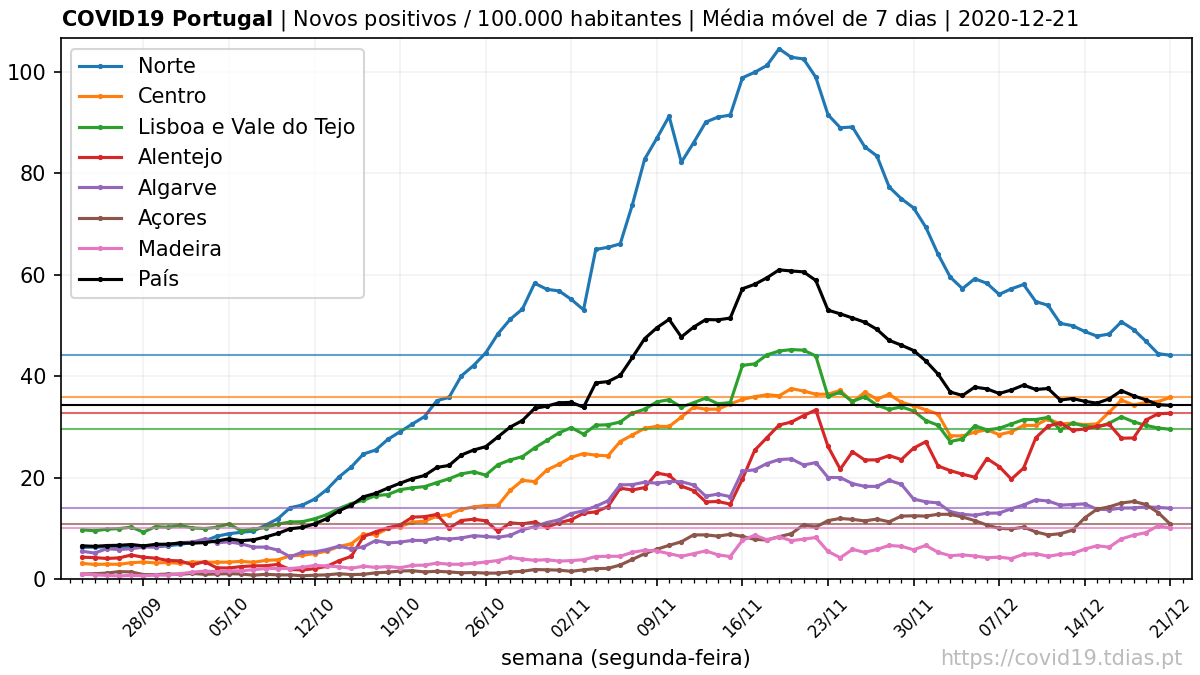 COVID19 Portugal | Novos positivos / 100.000 habitantes | Média móvel de 7 dias | 2020-12-21
100
80
60
40
20
0
Norte
Centro
Lisboa e Vale do Tejo
Alentejo
Algarve
Açores
Madeira
País
28/09
05/10
12/10
19/10
26/10
02/11
09/11
16/11
23/11
30/11
07/12
14/12
21/12
semana (segunda-feira)
https://covid19.tdias.pt